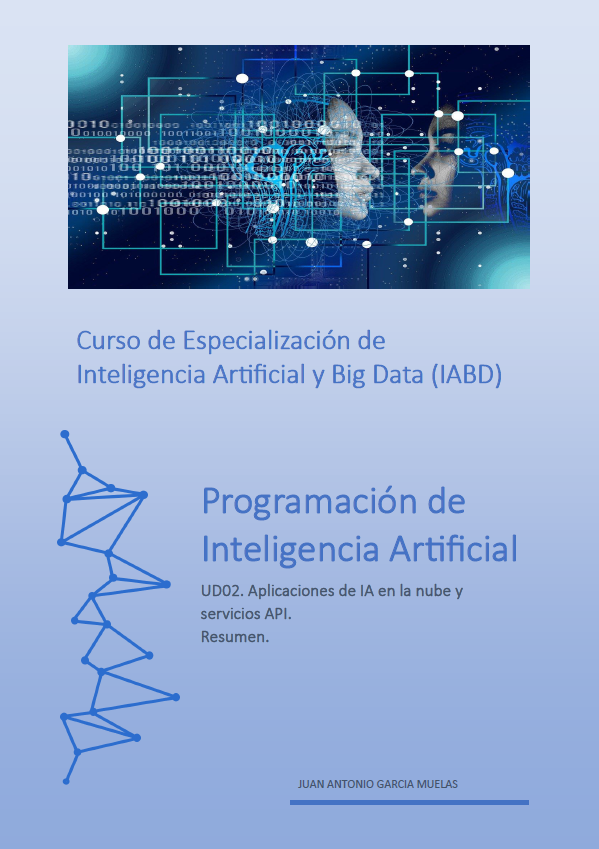 Curso de Especialización de
Inteligencia Artificial y Big Data (IABD)
Programación de
Inteligencia Artificial
UD02. Aplicaciones de IA en la nube y
servicios API.
Resumen.
JUAN ANTONIO GARCIA MUELAS